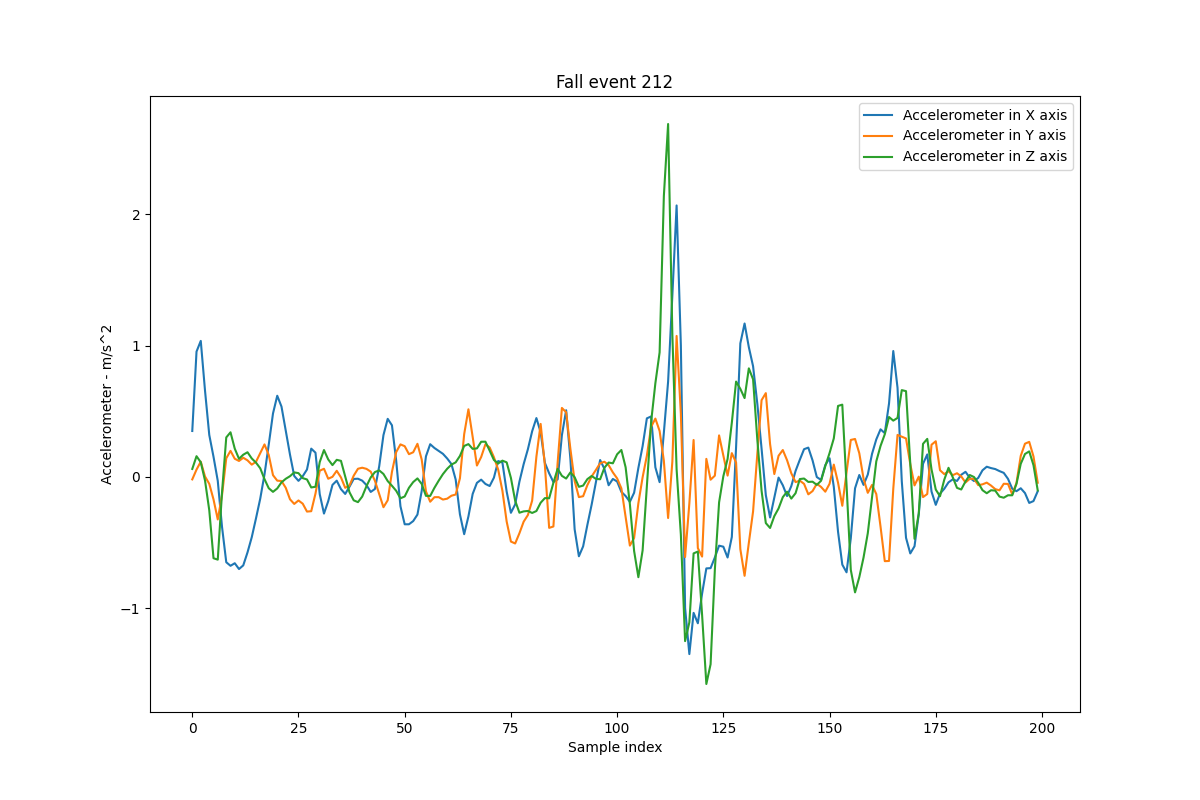 Fall event 212
Accelerometer in X axis
Accelerometer in Y axis
Accelerometer in Z axis
Accelerometer - m/s^2
2
1
0
−1
0 25 50 75 100 125 150 175 200
Sample index